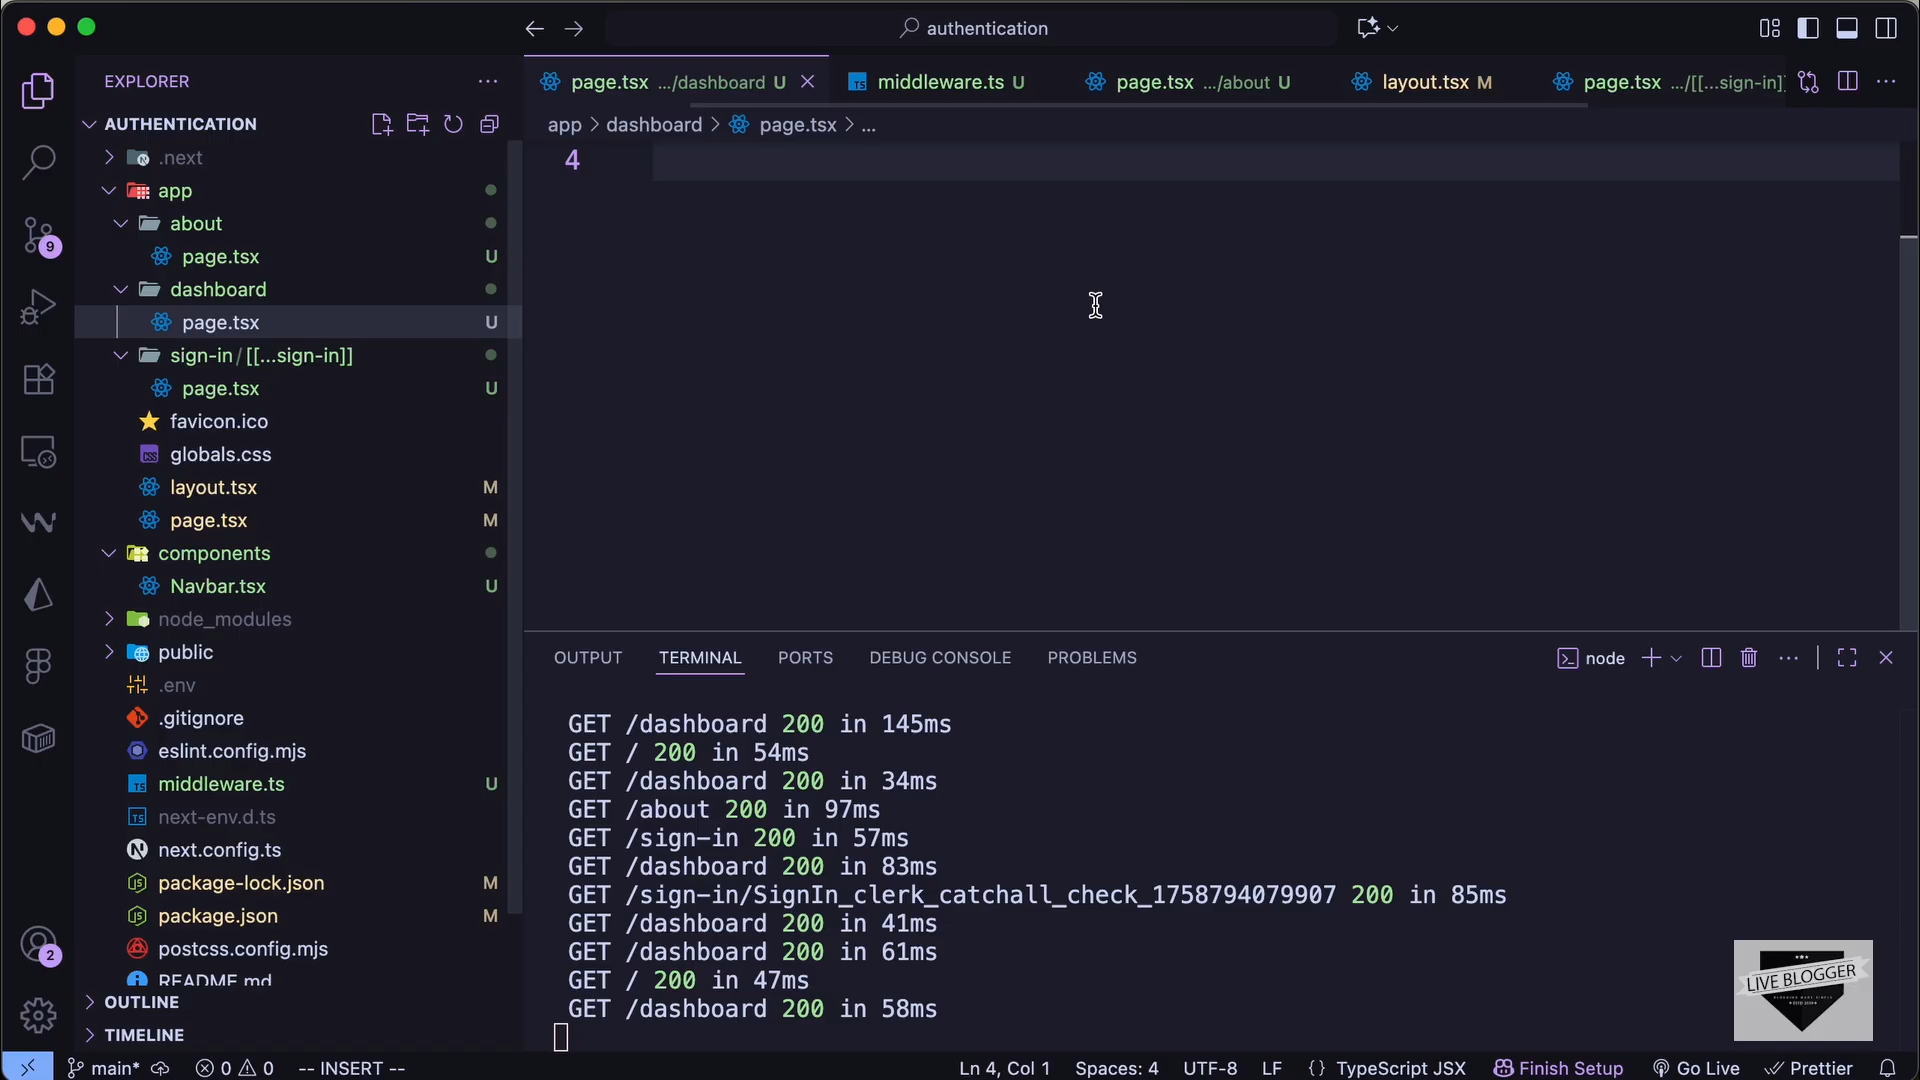 authentication
EXPLORER
page.tsx .../dashboard U
middleware.ts U
page.tsx .../about U
layout.tsx M
page.tsx .../[[...sign-in]]
AUTHENTICATION
app > dashboard > page.tsx > ...
4
.next
app
about
page.tsx U
dashboard
page.tsx U
sign-in/[[...sign-in]]
page.tsx U
favicon.ico
globals.css
layout.tsx M
page.tsx M
components
Navbar.tsx U
node_modules
public
.env
.gitignore
eslint.config.mjs
middleware.ts U
next-env.d.ts
next.config.ts
package-lock.json M
package.json M
postcss.config.mjs
README.md
OUTLINE
TIMELINE
9
2
OUTPUT TERMINAL PORTS DEBUG CONSOLE PROBLEMS
node
GET /dashboard 200 in 145ms
GET / 200 in 54ms
GET /dashboard 200 in 34ms
GET /about 200 in 97ms
GET /sign-in 200 in 57ms
GET /dashboard 200 in 83ms
GET /sign-in/SignIn_clerk_catchall_check_1758794079907 200 in 85ms
GET /dashboard 200 in 41ms
GET /dashboard 200 in 61ms
GET / 200 in 47ms
GET /dashboard 200 in 58ms
LIVE BLOGGER
main* 0 0 -- INSERT -- Ln 4, Col 1 Spaces: 4 UTF-8 LF {} TypeScript JSX Finish Setup Go Live Prettier